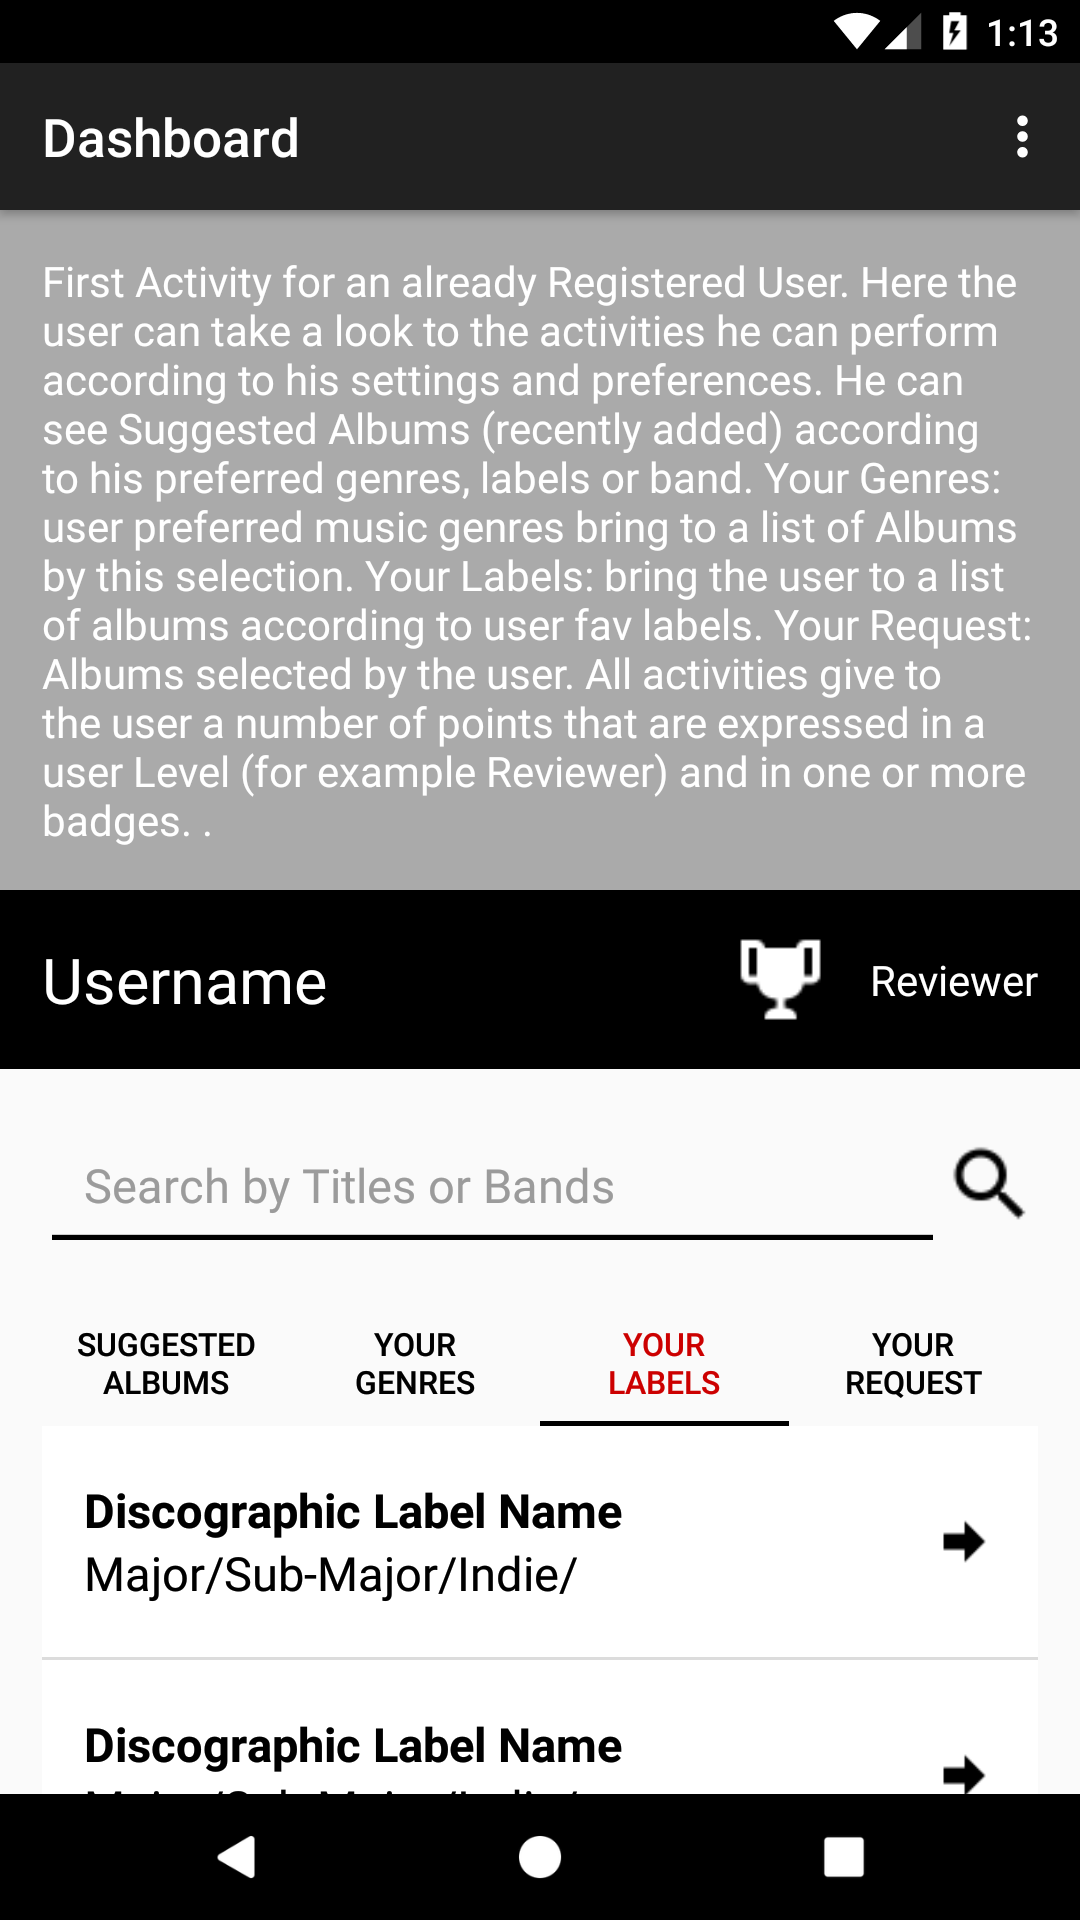 1:13
Dashboard
First Activity for an already Registered User. Here the
user can take a look to the activities he can perform
according to his settings and preferences. He can
see Suggested Albums (recently added) according
to his preferred genres, labels or band. Your Genres:
user preferred music genres bring to a list of Albums
by this selection. Your Labels: bring the user to a list
of albums according to user fav labels. Your Request:
Albums selected by the user. All activities give to
the user a number of points that are expressed in a
user Level (for example Reviewer) and in one or more
badges. .
Username
Reviewer
Search by Titles or Bands
SUGGESTED
ALBUMS
YOUR
GENRES
YOUR
LABELS
YOUR
REQUEST
Discographic Label Name
Major/Sub-Major/Indie/
Discographic Label Name